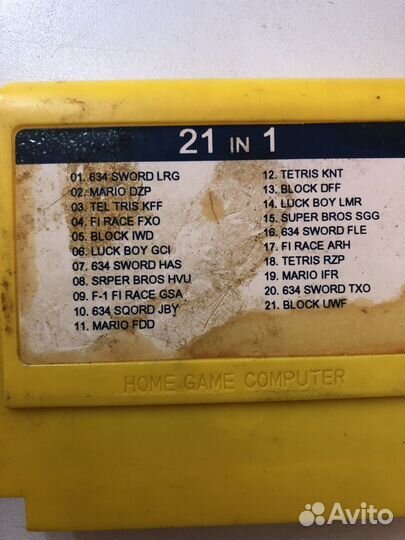 21 IN 1
01. 634 SWORD LRG
02. MARIO DZP
03. TEL TRIS KFF
04. FI RACE FXO
05. BLOCK IWD
06. LUCK BOY GCI
07. 634 SWORD HAS
08. SRPER BROS HVU
09. F-1 FI RACE GSA
10. 634 SQORD JBY
11. MARIO FDD
12. TETRIS KNT
13. BLOCK DFF
14. LUCK BOY LMR
15. SUPER BROS SGG
16. 634 SWORD FLE
17. FI RACE ARH
18. TETRIS RZP
19. MARIO IFR
20. 634 SWORD TXO
21. BLOCK UWF
HOME GAME COMPUTER
Avito